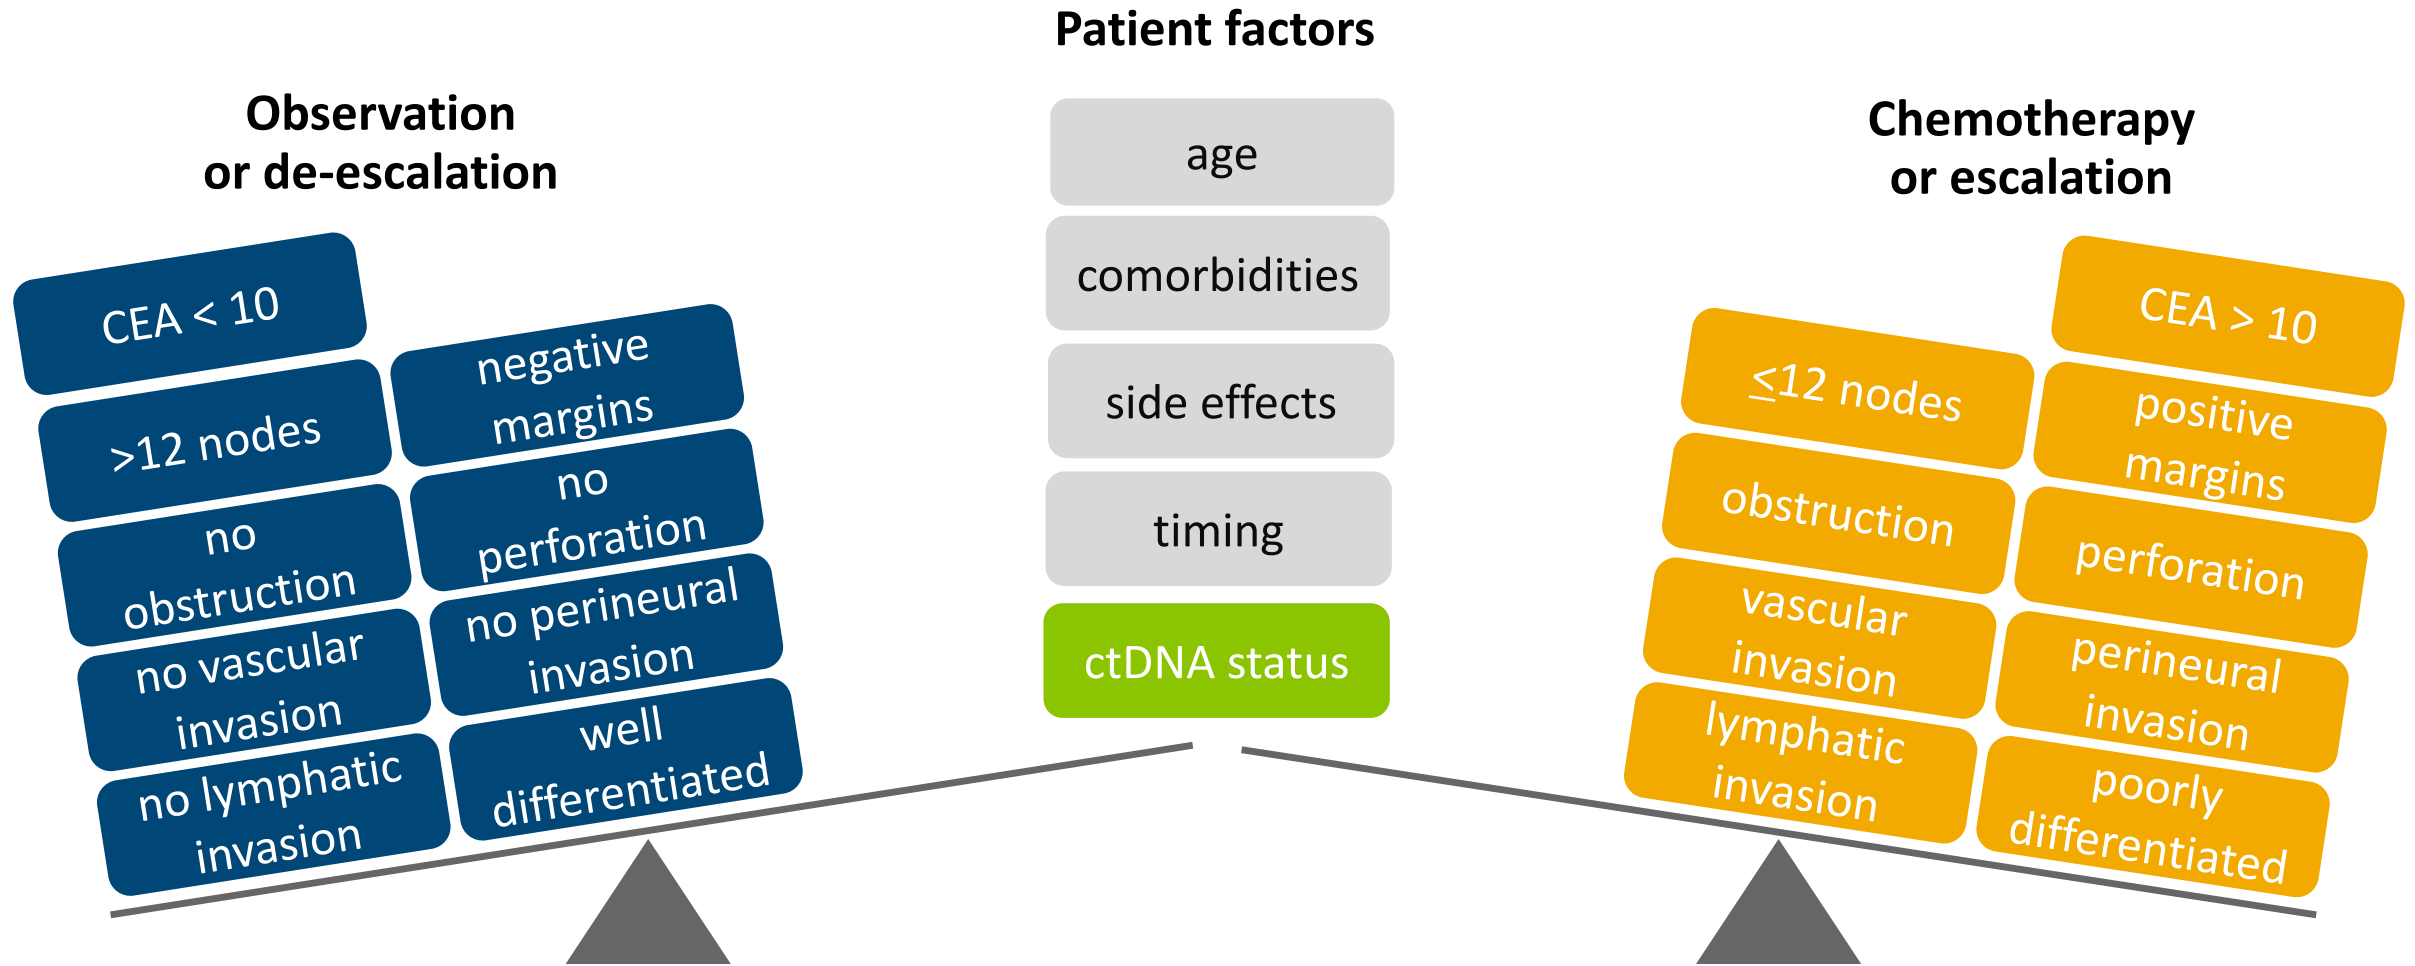 Patient factors
Observation
or de-escalation
CEA < 10
>12 nodes
negative
margins
no
obstruction
no
perforation
no vascular
invasion
no perineural
invasion
no lymphatic
invasion
well
differentiated
age
comorbidities
side effects
timing
ctDNA status
Chemotherapy
or escalation
CEA > 10
≤12 nodes
positive
margins
obstruction
perforation
vascular
invasion
perineural
invasion
lymphatic
invasion
poorly
differentiated